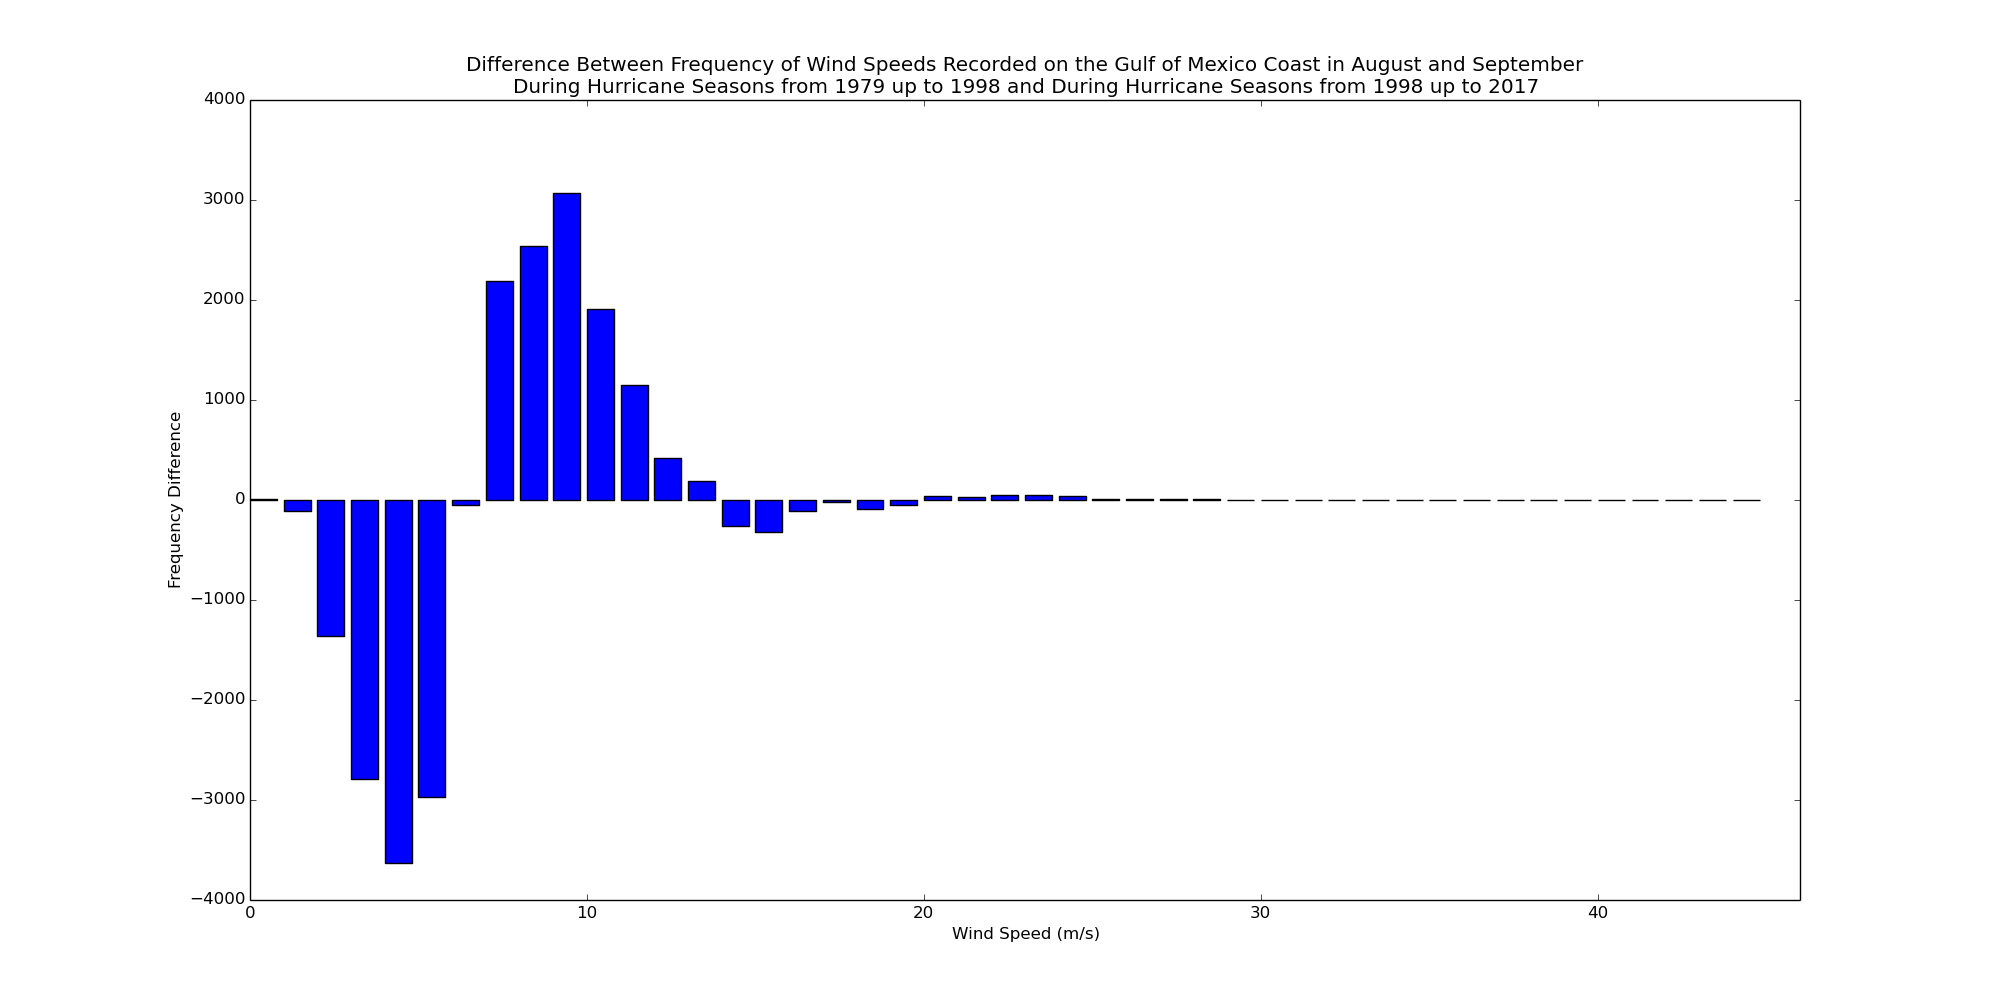 Difference Between Frequency of Wind Speeds Recorded on the Gulf of Mexico Coast in August and September
During Hurricane Seasons from 1979 up to 1998 and During Hurricane Seasons from 1998 up to 2017
4000
3000
2000
1000
0
−1000
−2000
−3000
−4000
Frequency Difference
0 10 20 30 40
Wind Speed (m/s)